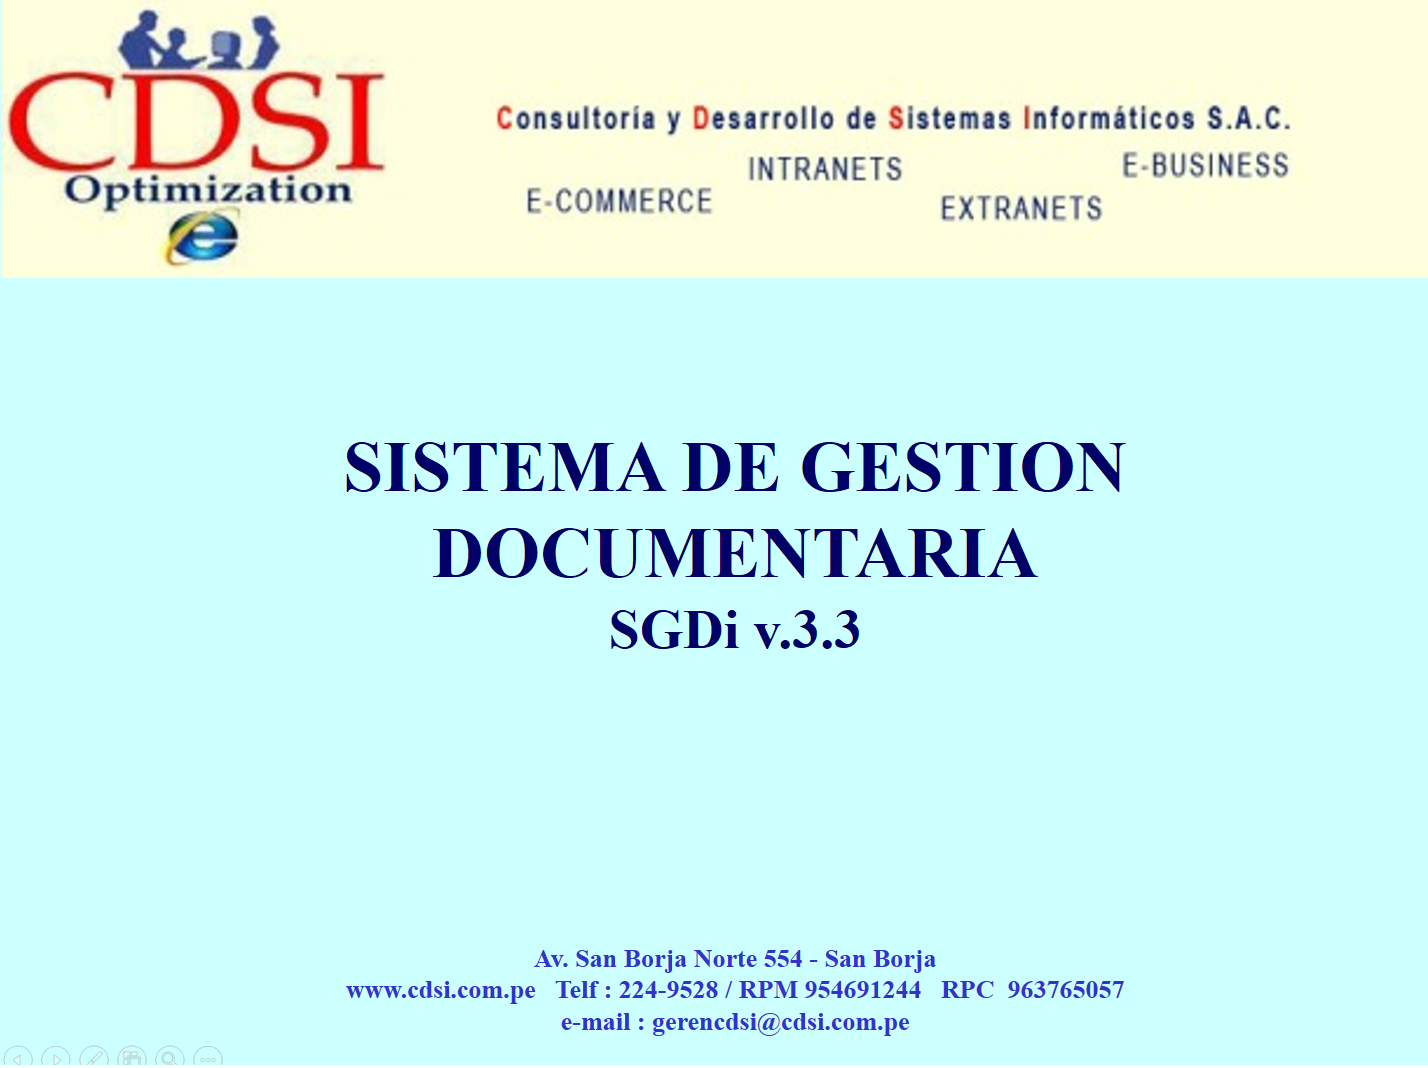 CDSI
Optimization
Consultoría y Desarrollo de Sistemas Informáticos S.A.C.
INTRANETS
E-BUSINESS
E-COMMERCE
EXTRANETS
SISTEMA DE GESTION
DOCUMENTARIA
SGDi v.3.3
Av. San Borja Norte 554 - San Borja
www.cdsi.com.pe   Telf : 224-9528 / RPM 954691244   RPC  963765057
e-mail : gerencdsi@cdsi.com.pe